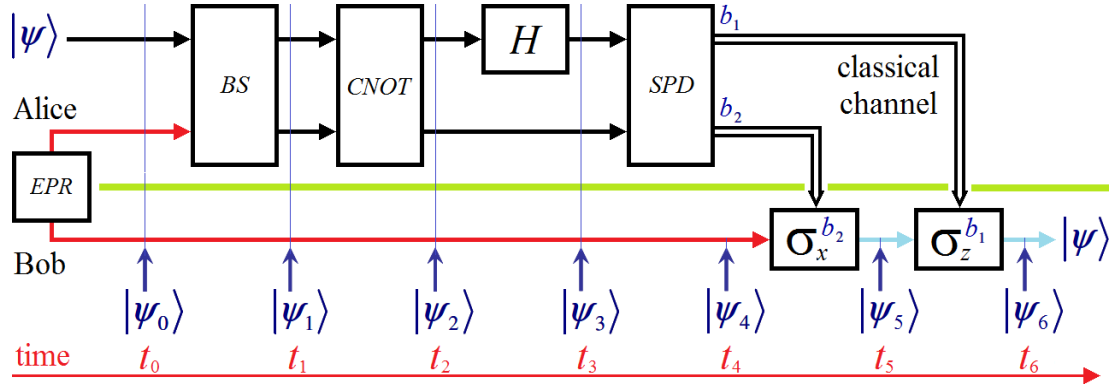 |ψ⟩
Alice
EPR
Bob
BS
CNOT
H
SPD
b₁
b₂
classical
channel
σₓ^b₂
σ_z^b₁
|ψ⟩
|ψ₀⟩ |ψ₁⟩ |ψ₂⟩ |ψ₃⟩ |ψ₄⟩ |ψ₅⟩ |ψ₆⟩
time t₀ t₁ t₂ t₃ t₄ t₅ t₆